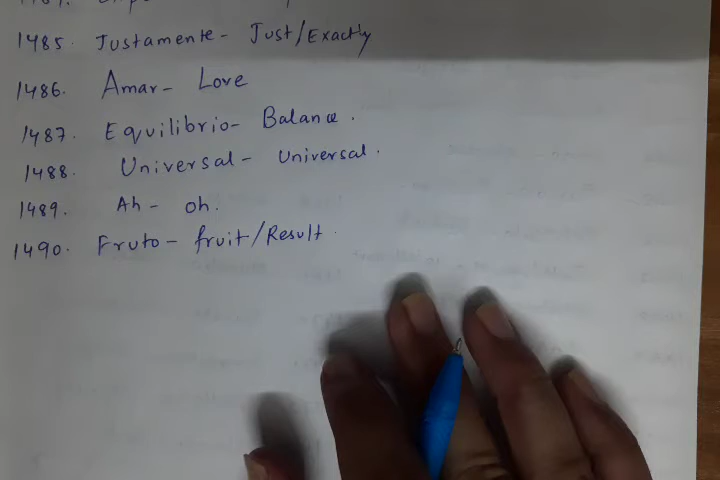 1485. Justamente - Just/Exactly
1486. Amar - Love
1487. Equilibrio - Balance.
1488. Universal - Universal.
1489. Ah - oh.
1490. Fruto - fruit/Result.